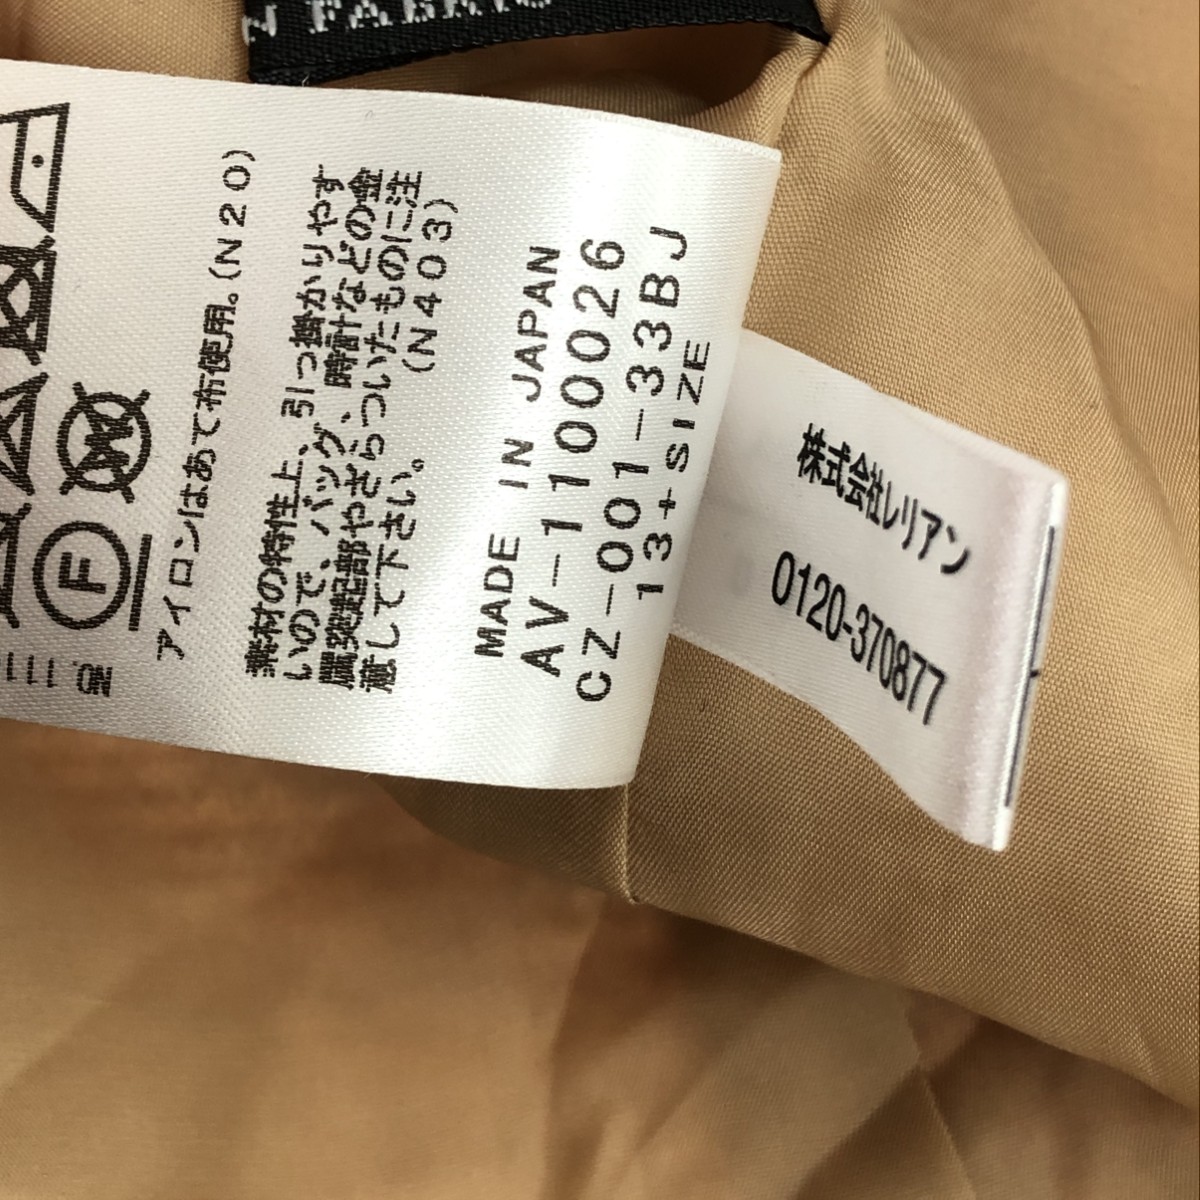 N FABRIC
アイロンはあて布使用。(N20)
素材の特性上、引っ掛かりやす
いので、バッグ、時計などの金
属突起部やざらついたものに注
意して下さい。 (N403)
MADE IN JAPAN
AV-1100026
CZ-001-33BJ
13+SIZE
F
W
株式会社レリアン
0120-370877